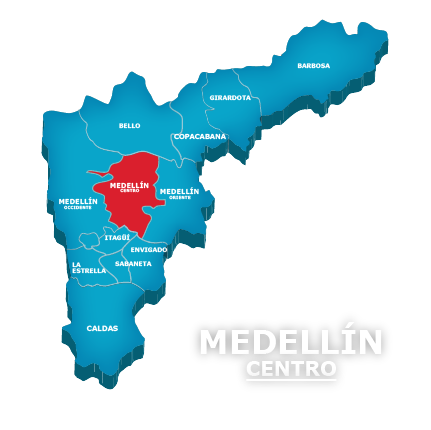 BARBOSA
GIRARDOTA
BELLO
COPACABANA
MEDELLÍN
CENTRO
MEDELLÍN
ORIENTE
MEDELLÍN
OCCIDENTE
ITAGÜÍ
ENVIGADO
SABANETA
LA
ESTRELLA
CALDAS
MEDELLÍN
CENTRO